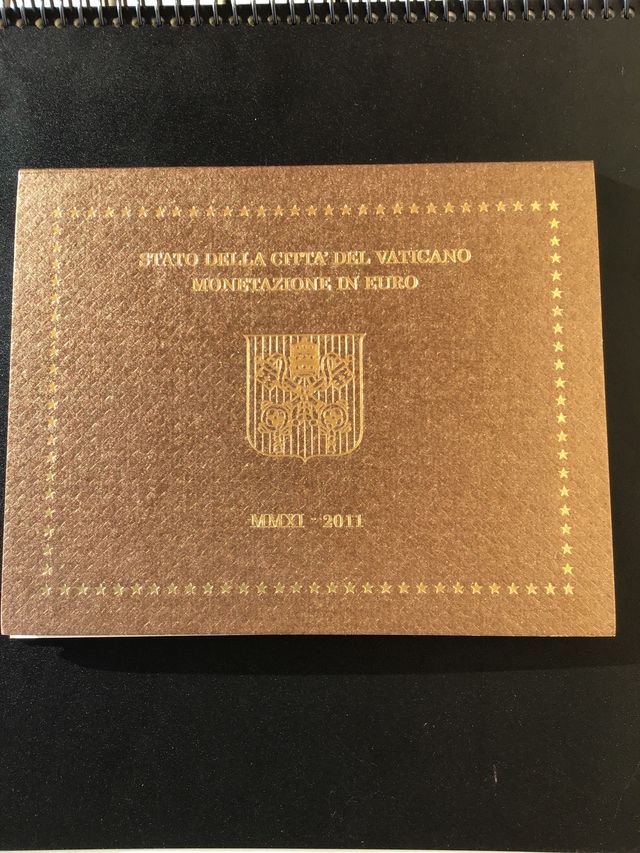 STATO DELLA CITTA' DEL VATICANO
MONETAZIONE IN EURO
MMXI - 2011